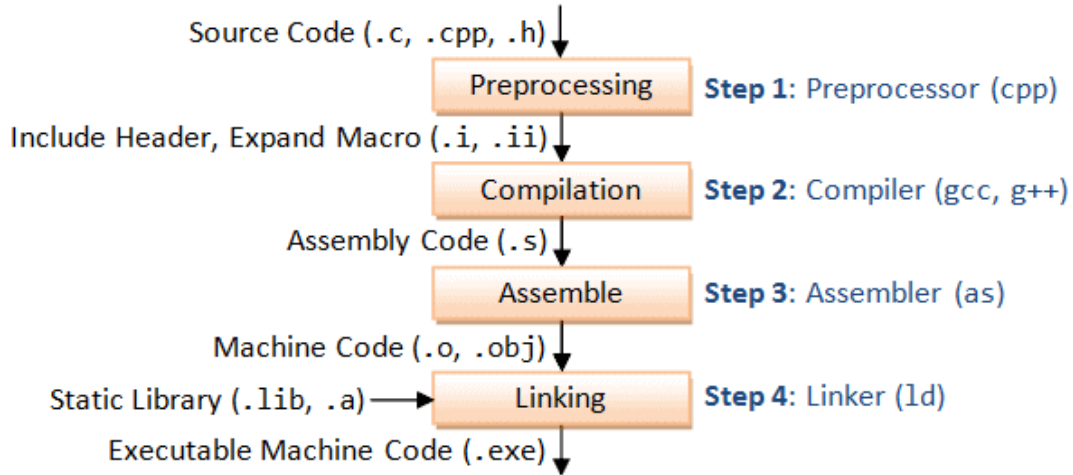 Source Code (.c, .cpp, .h)
Preprocessing
Step 1: Preprocessor (cpp)
Include Header, Expand Macro (.i, .ii)
Compilation
Step 2: Compiler (gcc, g++)
Assembly Code (.s)
Assemble
Step 3: Assembler (as)
Machine Code (.o, .obj)
Static Library (.lib, .a)
Linking
Step 4: Linker (ld)
Executable Machine Code (.exe)